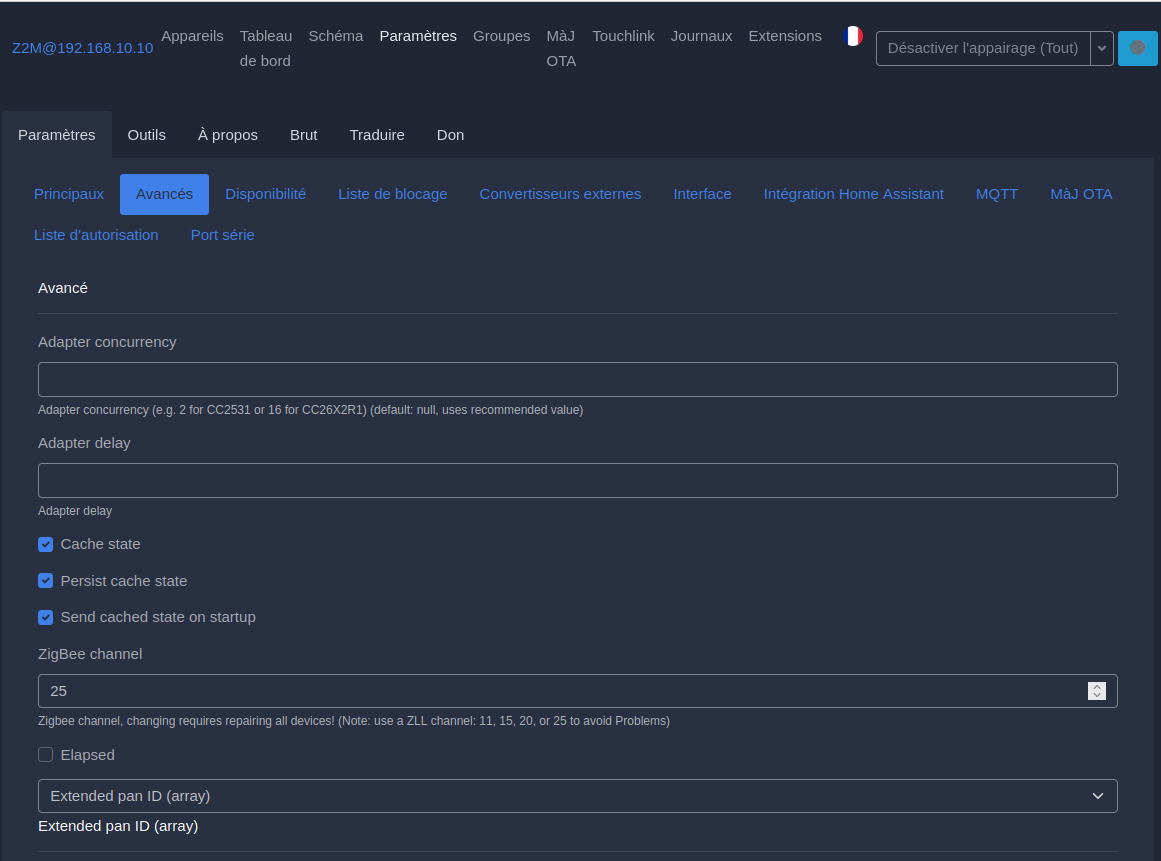 Z2M@192.168.10.10
Appareils Tableau de bord Schéma Paramètres Groupes MàJ OTA Touchlink Journaux Extensions
Désactiver l'appairage (Tout)
Paramètres Outils À propos Brut Traduire Don
Principaux Avancés Disponibilité Liste de blocage Convertisseurs externes Interface Intégration Home Assistant MQTT MàJ OTA
Liste d'autorisation Port série
Avancé
Adapter concurrency
Adapter concurrency (e.g. 2 for CC2531 or 16 for CC26X2R1) (default: null, uses recommended value)
Adapter delay
Adapter delay
Cache state
Persist cache state
Send cached state on startup
ZigBee channel
25
Zigbee channel, changing requires repairing all devices! (Note: use a ZLL channel: 11, 15, 20, or 25 to avoid Problems)
Elapsed
Extended pan ID (array)
Extended pan ID (array)